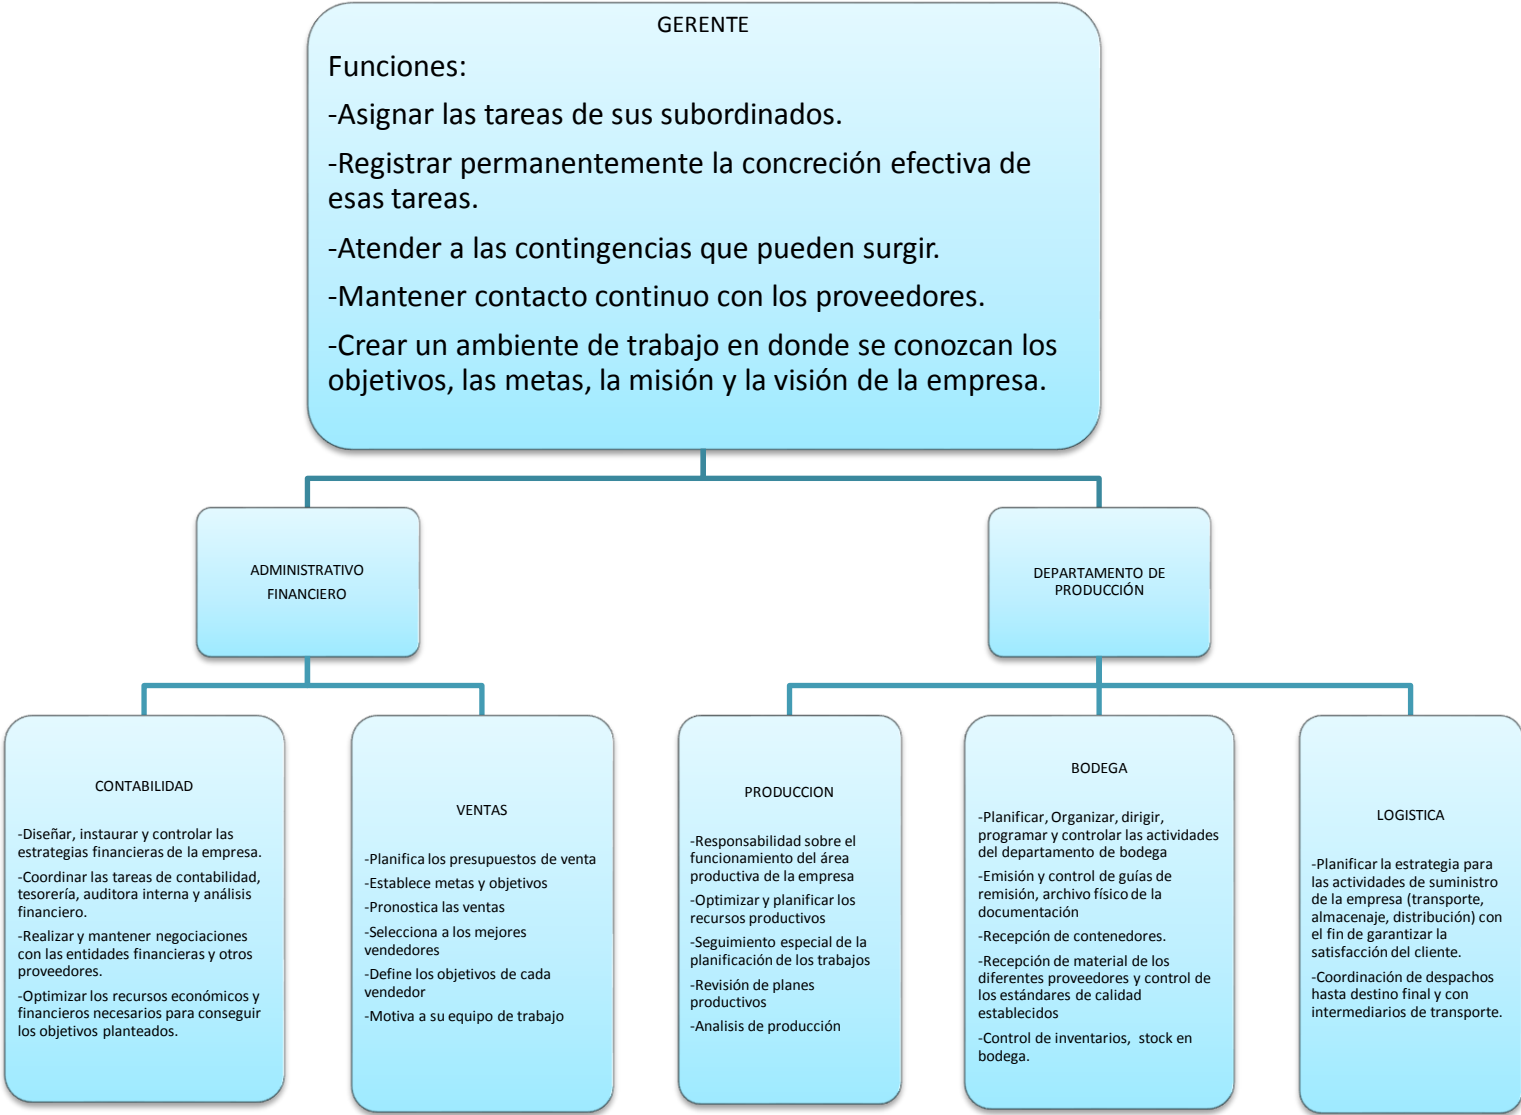 GERENTE
Funciones:
-Asignar las tareas de sus subordinados.
-Registrar permanentemente la concreción efectiva de
esas tareas.
-Atender a las contingencias que pueden surgir.
-Mantener contacto continuo con los proveedores.
-Crear un ambiente de trabajo en donde se conozcan los
objetivos, las metas, la misión y la visión de la empresa.
ADMINISTRATIVO
FINANCIERO
DEPARTAMENTO DE
PRODUCCIÓN
CONTABILIDAD
-Diseñar, instaurar y controlar las
estrategias financieras de la empresa.
-Coordinar las tareas de contabilidad,
tesorería, auditora interna y análisis
financiero.
-Realizar y mantener negociaciones
con las entidades financieras y otros
proveedores.
-Optimizar los recursos económicos y
financieros necesarios para conseguir
los objetivos planteados.
VENTAS
-Planifica los presupuestos de venta
-Establece metas y objetivos
-Pronostica las ventas
-Selecciona a los mejores
vendedores
-Define los objetivos de cada
vendedor
-Motiva a su equipo de trabajo
PRODUCCION
-Responsabilidad sobre el
funcionamiento del área
productiva de la empresa
-Optimizar y planificar los
recursos productivos
-Seguimiento especial de la
planificación de los trabajos
-Revisión de planes
productivos
-Analisis de producción
BODEGA
-Planificar, Organizar, dirigir,
programar y controlar las actividades
del departamento de bodega
-Emisión y control de guías de
remisión, archivo físico de la
documentación
-Recepción de contenedores.
-Recepción de material de los
diferentes proveedores y control de
los estándares de calidad
establecidos
-Control de inventarios, stock en
bodega.
LOGISTICA
-Planificar la estrategia para
las actividades de suministro
de la empresa (transporte,
almacenaje, distribución) con
el fin de garantizar la
satisfacción del cliente.
-Coordinación de despachos
hasta destino final y con
intermediarios de transporte.